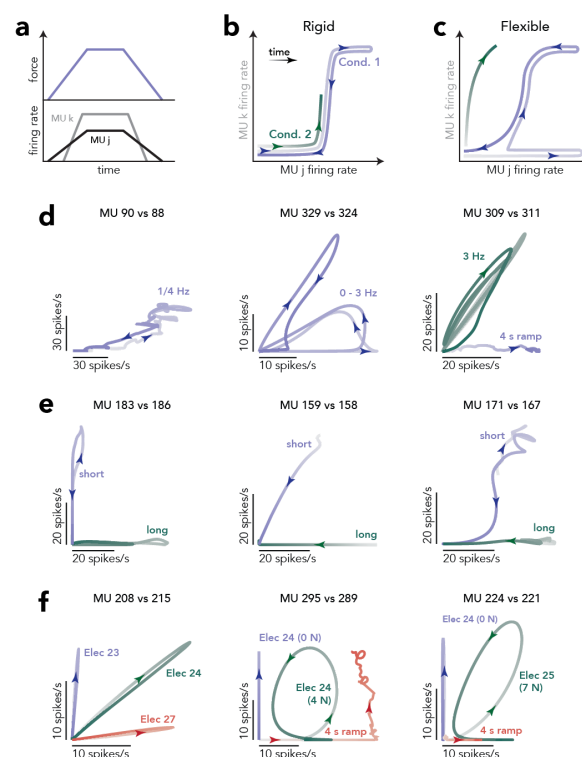 a
force
firing rate
MU k
MU j
time
b
Rigid
time
Cond. 1
Cond. 2
MU k firing rate
MU j firing rate
c
Flexible
MU k firing rate
MU j firing rate
d
MU 90 vs 88
1/4 Hz
30 spikes/s
30 spikes/s
MU 329 vs 324
0 - 3 Hz
10 spikes/s
10 spikes/s
MU 309 vs 311
3 Hz
4 s ramp
20 spikes/s
20 spikes/s
e
MU 183 vs 186
short
long
20 spikes/s
20 spikes/s
MU 159 vs 158
short
long
20 spikes/s
20 spikes/s
MU 171 vs 167
short
long
20 spikes/s
20 spikes/s
f
MU 208 vs 215
Elec 23
Elec 24
Elec 27
10 spikes/s
10 spikes/s
MU 295 vs 289
Elec 24 (0 N)
Elec 24
(4 N)
4 s ramp
10 spikes/s
10 spikes/s
MU 224 vs 221
Elec 24 (0 N)
Elec 25
(7 N)
4 s ramp
10 spikes/s
10 spikes/s